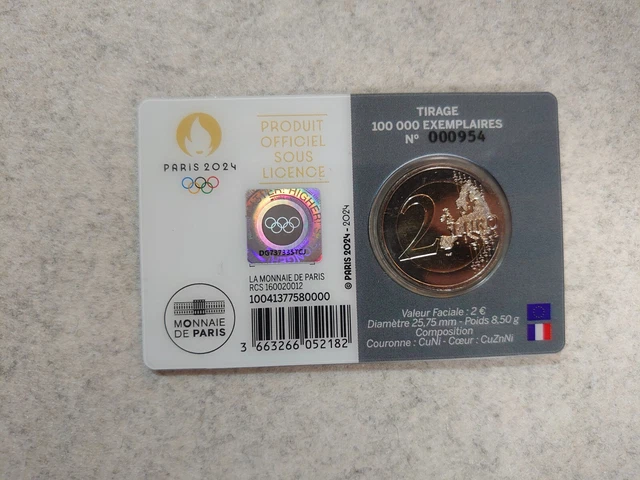 PARIS 2024
PRODUIT
OFFICIEL
SOUS
LICENCE
HIGHER
DG73733STCJ
LA MONNAIE DE PARIS
RCS 160020012
10041377580000
3 663266 052182
MONNAIE
DE PARIS
© PARIS 2024 - 2024
TIRAGE
100 000 EXEMPLAIRES
N° 000954
2
Valeur Faciale : 2 €
Diamètre 25,75 mm - Poids 8,50 g
Composition
Couronne : CuNi - Cœur : CuZnNi